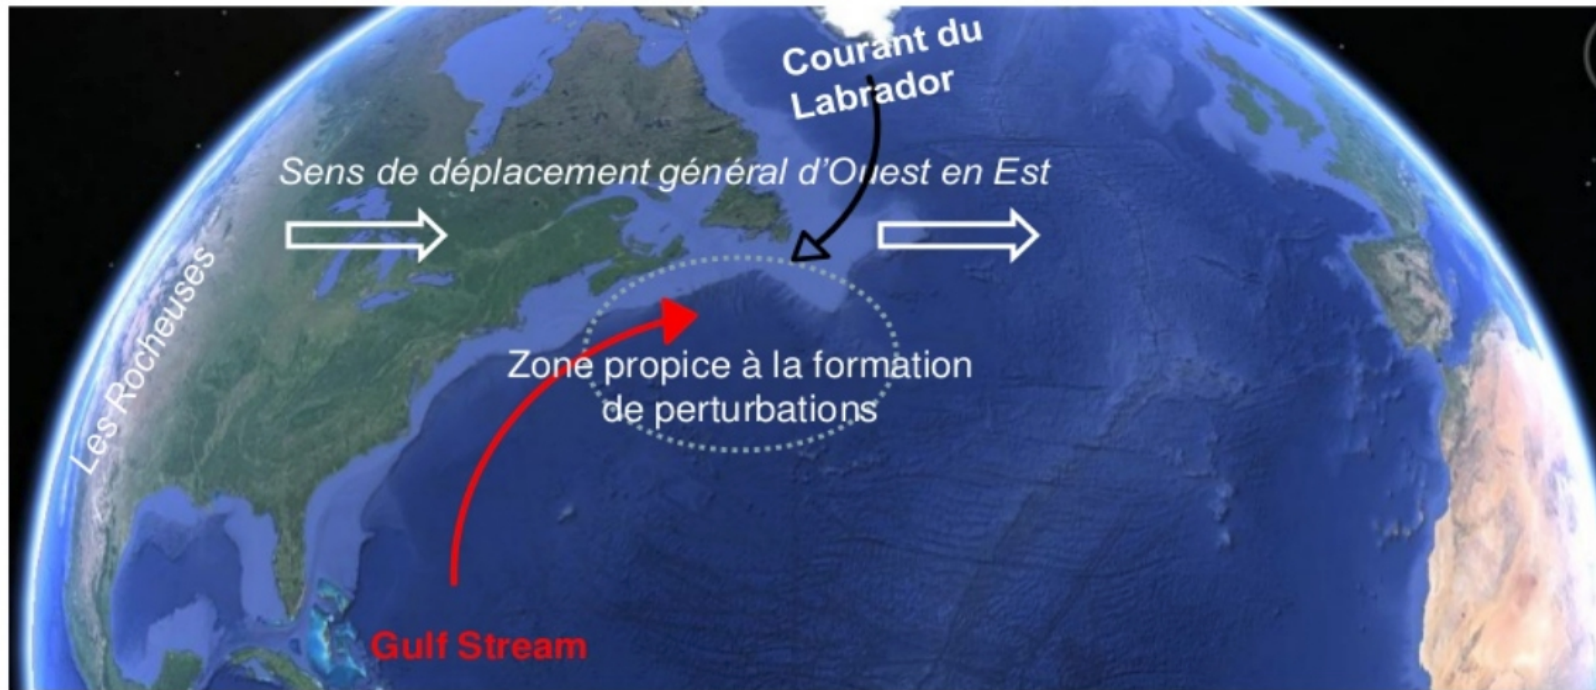 Courant du
Labrador
Sens de déplacement général d'Ouest en Est
Les Rocheuses
Zone propice à la formation
de perturbations
Gulf Stream